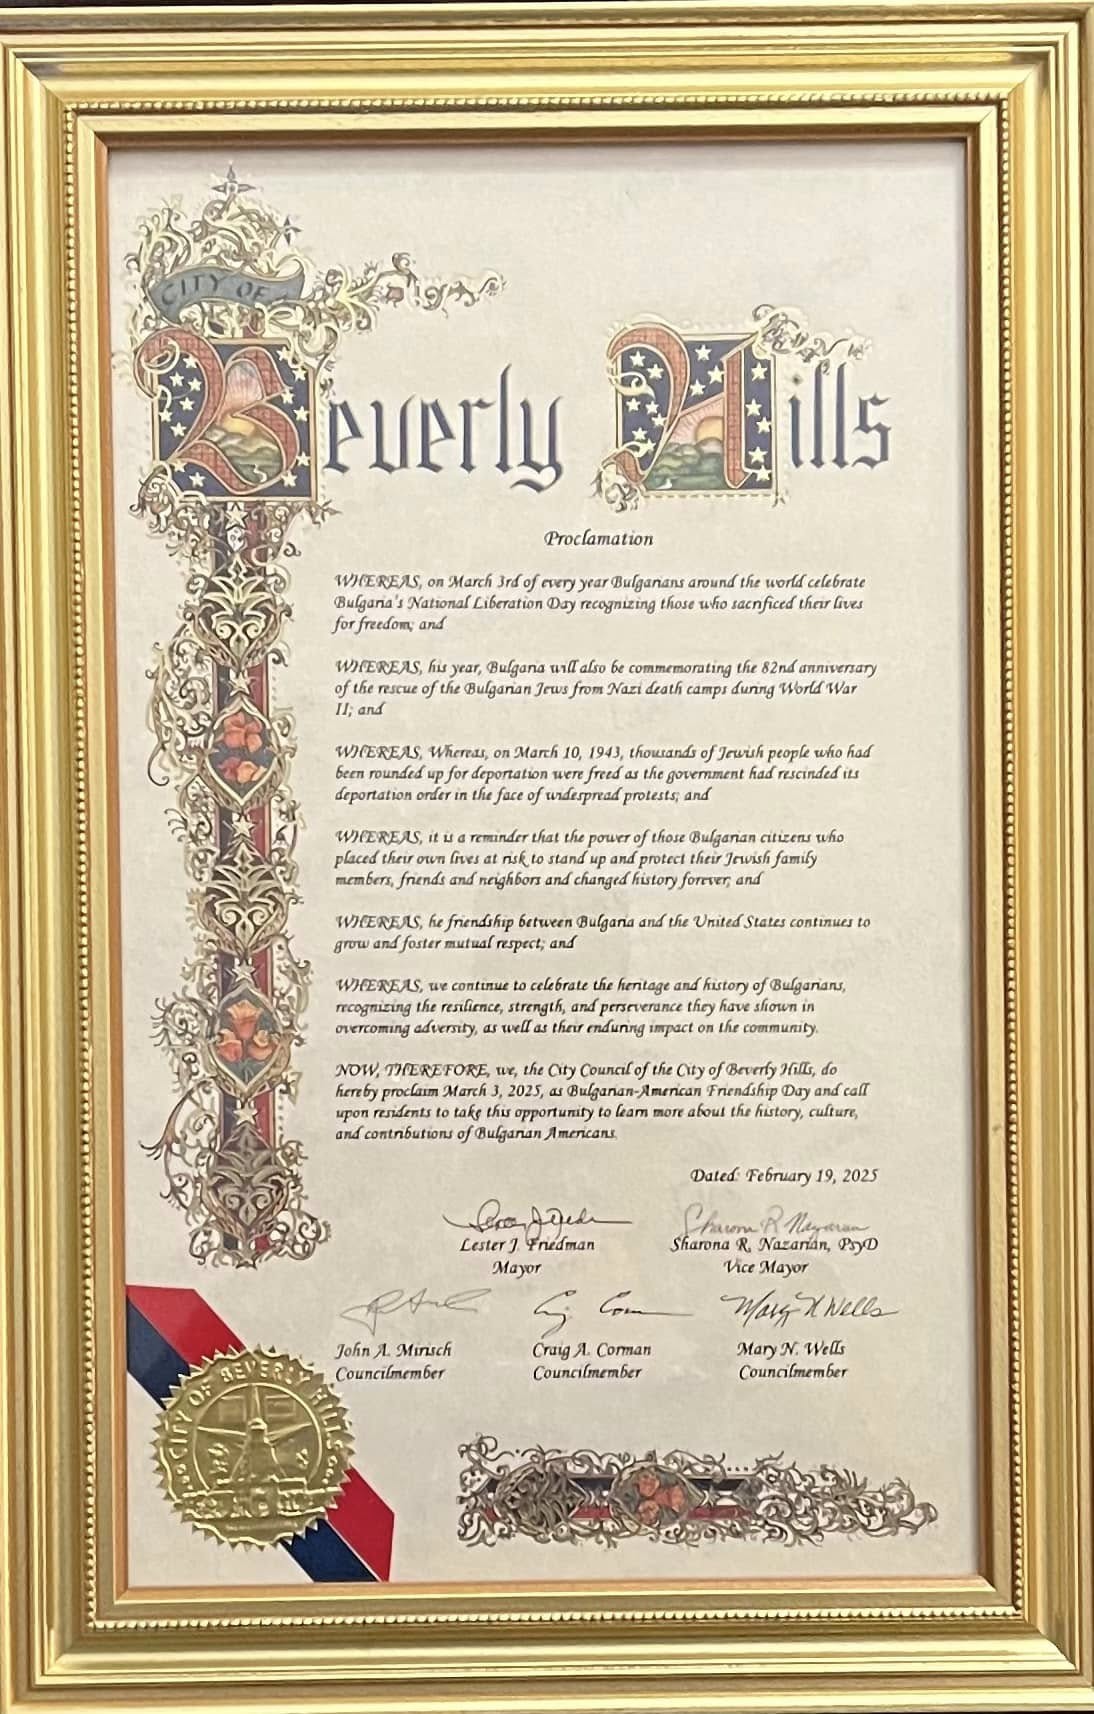 CITY OF
Beverly Hills
Proclamation
WHEREAS, on March 3rd of every year Bulgarians around the world celebrate
Bulgaria's National Liberation Day recognizing those who sacrificed their lives
for freedom; and
WHEREAS, his year, Bulgaria will also be commemorating the 82nd anniversary
of the rescue of the Bulgarian Jews from Nazi death camps during World War
II; and
WHEREAS, Whereas, on March 10, 1943, thousands of Jewish people who had
been rounded up for deportation were freed as the government had rescinded its
deportation order in the face of widespread protests; and
WHEREAS, it is a reminder that the power of those Bulgarian citizens who
placed their own lives at risk to stand up and protect their Jewish family
members, friends and neighbors and changed history forever; and
WHEREAS, he friendship between Bulgaria and the United States continues to
grow and foster mutual respect; and
WHEREAS, we continue to celebrate the heritage and history of Bulgarians,
recognizing the resilience, strength, and perseverance they have shown in
overcoming adversity, as well as their enduring impact on the community.
NOW, THEREFORE, we, the City Council of the City of Beverly Hills, do
hereby proclaim March 3, 2025, as Bulgarian-American Friendship Day and call
upon residents to take this opportunity to learn more about the history, culture,
and contributions of Bulgarian Americans.
Dated: February 19, 2025
Sharona R Nazarian
Lester J. Friedman Sharona R. Nazarian, PsyD
Mayor Vice Mayor
Mary N Wells
John A. Mirisch Craig A. Corman Mary N. Wells
Councilmember Councilmember Councilmember
CITY OF BEVERLY HILLS